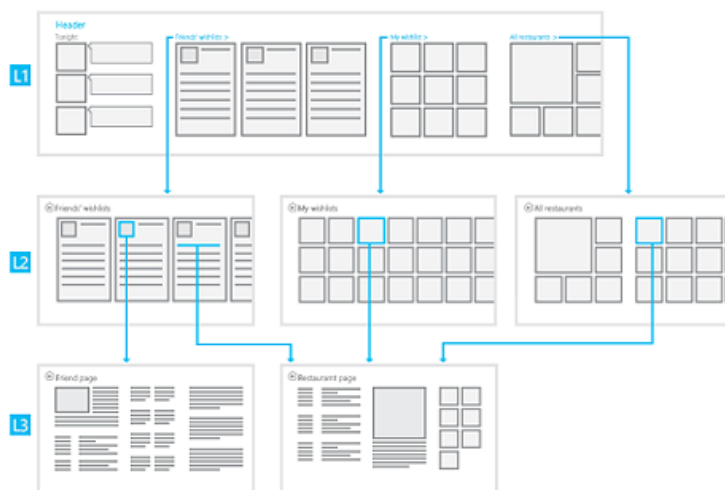 Header
Tonight
Friends' wishlists >
My wishlist >
All restaurants >
L1
Friends' wishlists
My wishlists
All restaurants
L2
Friend page
Restaurant page
L3